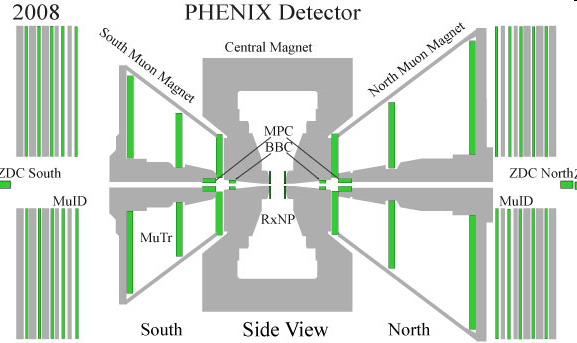 2008
PHENIX Detector
South Muon Magnet
Central Magnet
North Muon Magnet
MPC
BBC
ZDC South
ZDC North
MuID
MuID
MuTr
RxNP
South
Side View
North